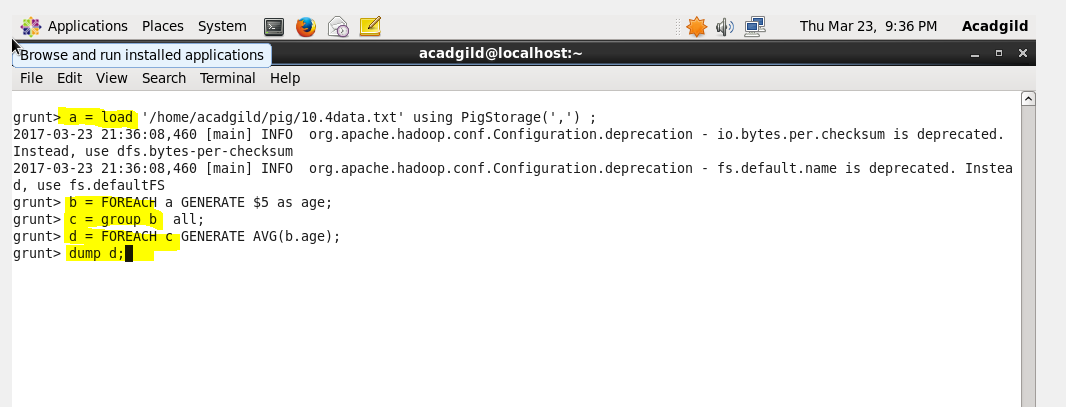 Applications Places System Thu Mar 23, 9:36 PM Acadgild
Browse and run installed applications acadgild@localhost:~
File Edit View Search Terminal Help
grunt> a = load '/home/acadgild/pig/10.4data.txt' using PigStorage(',') ;
2017-03-23 21:36:08,460 [main] INFO  org.apache.hadoop.conf.Configuration.deprecation - io.bytes.per.checksum is deprecated.
Instead, use dfs.bytes-per-checksum
2017-03-23 21:36:08,460 [main] INFO  org.apache.hadoop.conf.Configuration.deprecation - fs.default.name is deprecated. Instea
d, use fs.defaultFS
grunt> b = FOREACH a GENERATE $5 as age;
grunt> c = group b  all;
grunt> d = FOREACH c GENERATE AVG(b.age);
grunt> dump d;